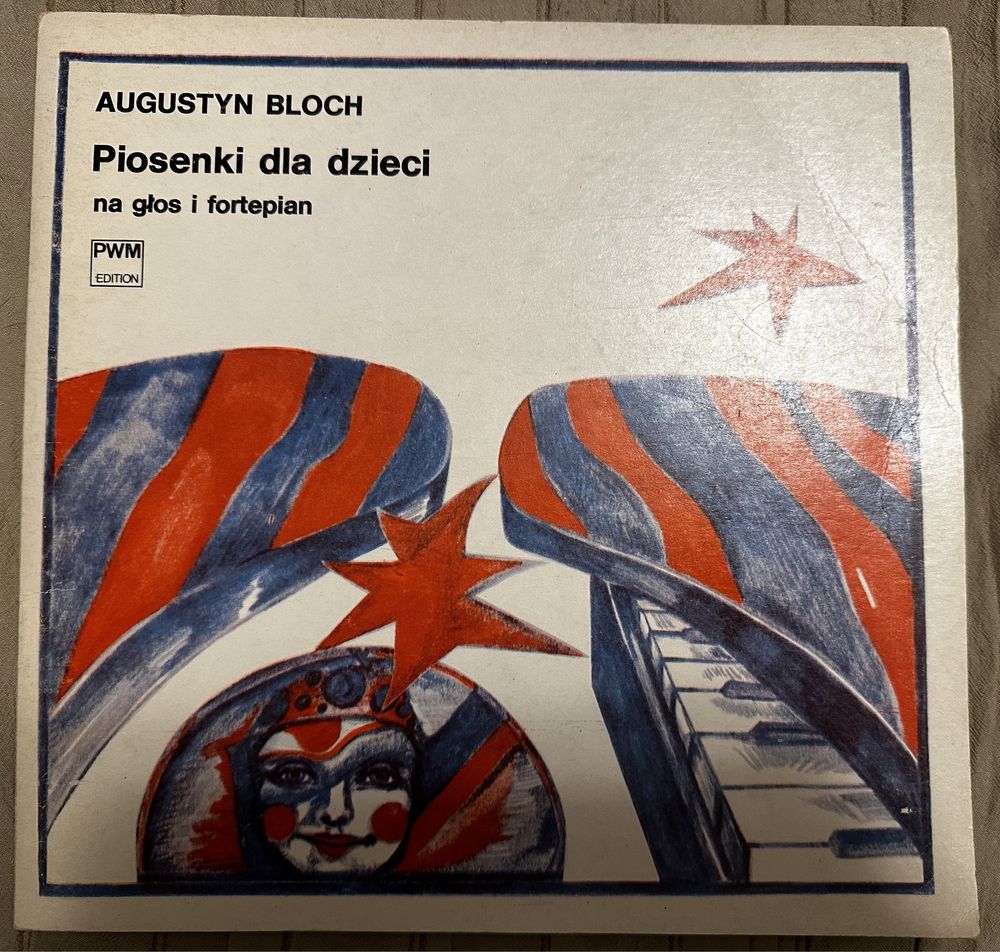 AUGUSTYN BLOCH
Piosenki dla dzieci
na głos i fortepian
PWM
EDITION